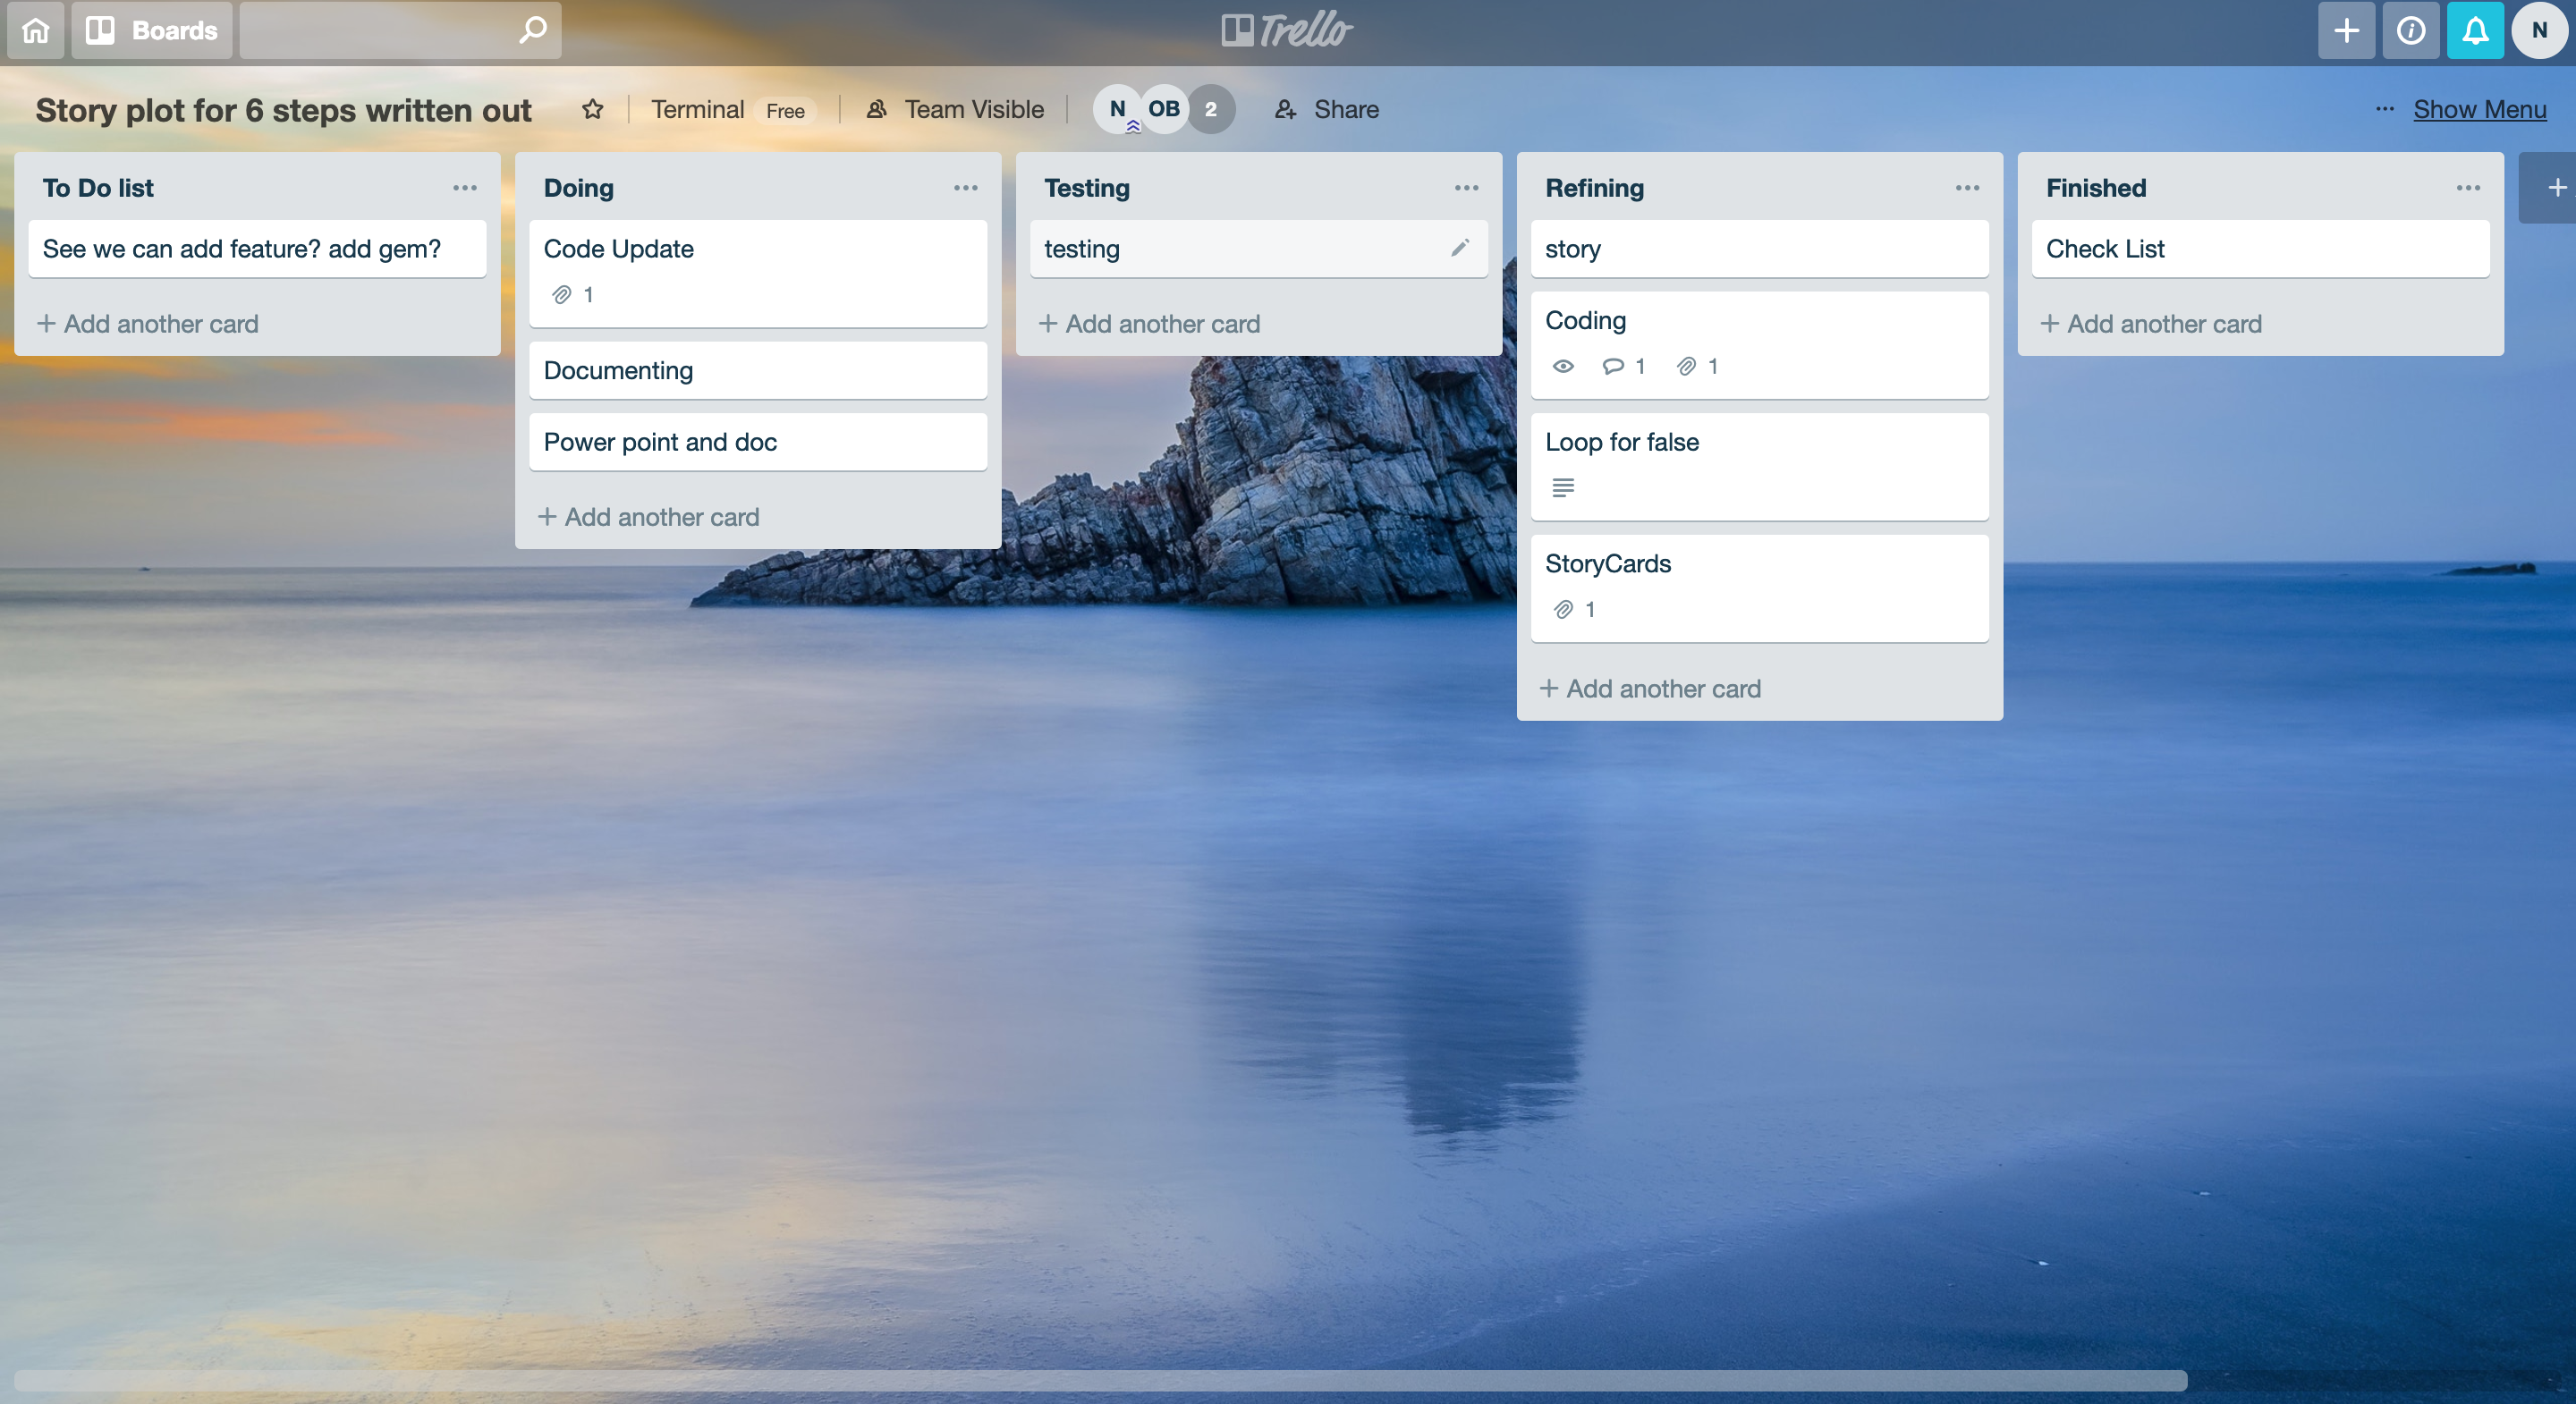 Boards
Trello
N
Story plot for 6 steps written out
Terminal Free
Team Visible
N OB 2
Share
Show Menu
To Do list
See we can add feature? add gem?
Add another card
Doing
Code Update
1
Documenting
Power point and doc
Add another card
Testing
testing
Add another card
Refining
story
Coding
1 1
Loop for false
StoryCards
1
Add another card
Finished
Check List
Add another card